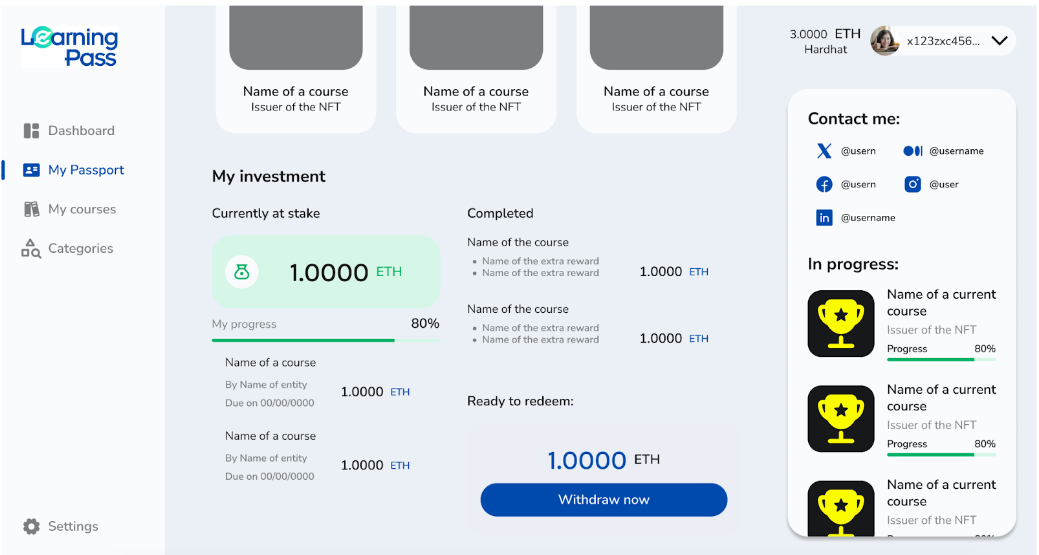 Learning
Pass
Dashboard
My Passport
My courses
Categories
Settings
Name of a course
Issuer of the NFT
Name of a course
Issuer of the NFT
Name of a course
Issuer of the NFT
My investment
Currently at stake
1.0000 ETH
My progress 80%
Name of a course
By Name of entity
Due on 00/00/0000
1.0000 ETH
Name of a course
By Name of entity
Due on 00/00/0000
1.0000 ETH
Completed
Name of the course
• Name of the extra reward
• Name of the extra reward
1.0000 ETH
Name of the course
• Name of the extra reward
• Name of the extra reward
1.0000 ETH
Ready to redeem:
1.0000 ETH
Withdraw now
3.0000 ETH
Hardhat
x123zxc456...
Contact me:
@usern
@username
@usern
@user
@username
In progress:
Name of a current
course
Issuer of the NFT
Progress 80%
Name of a current
course
Issuer of the NFT
Progress 80%
Name of a current
course
Issuer of the NFT